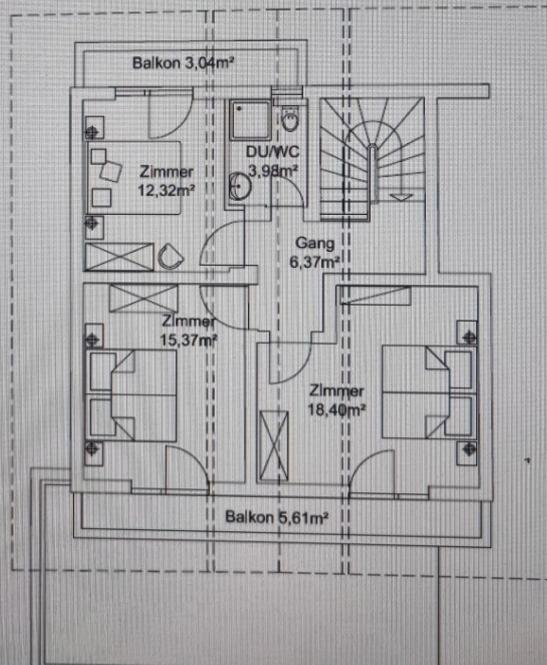 Balkon 3,04m²
DU/WC
3,98m²
Zimmer
12,32m²
Gang
6,37m²
Zimmer
15,37m²
Zimmer
18,40m²
Balkon 5,61m²